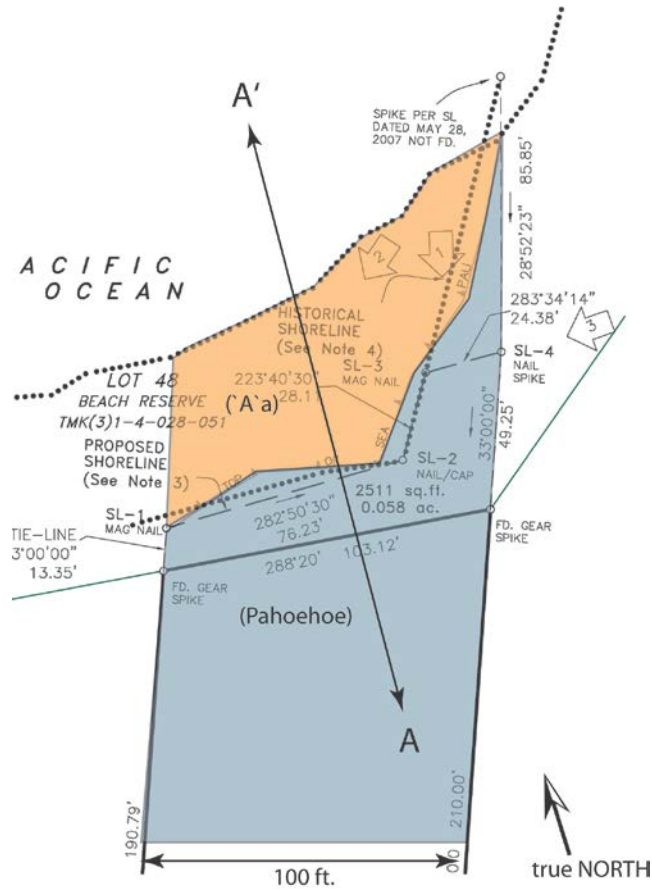 A'
SPIKE PER SL
DATED MAY 28,
2007 NOT FD.
85.85'
28°52'23"
PALI
1
2
3
283°34'14"
24.38'
ACIFIC
OCEAN
HISTORICAL
SHORELINE
(See Note 4)
SL-3
MAG NAIL
SL-4
NAIL
SPIKE
LOT 48
BEACH RESERVE
TMK(3)1-4-028-051
(`A`a)
223°40'30"
28.11
33°00'00"
49.25'
PROPOSED
SHORELINE
(See Note 3)
TOP
OF
SEA
SL-2
NAIL/CAP
2511 sq.ft.
0.058 ac.
SL-1
MAG NAIL
282°50'30"
76.23'
TIE-LINE
3°00'00"
13.35'
288°20' 103.12'
FD. GEAR
SPIKE
FD. GEAR
SPIKE
(Pahoehoe)
A
190.79'
210.00'
100 ft.
true NORTH